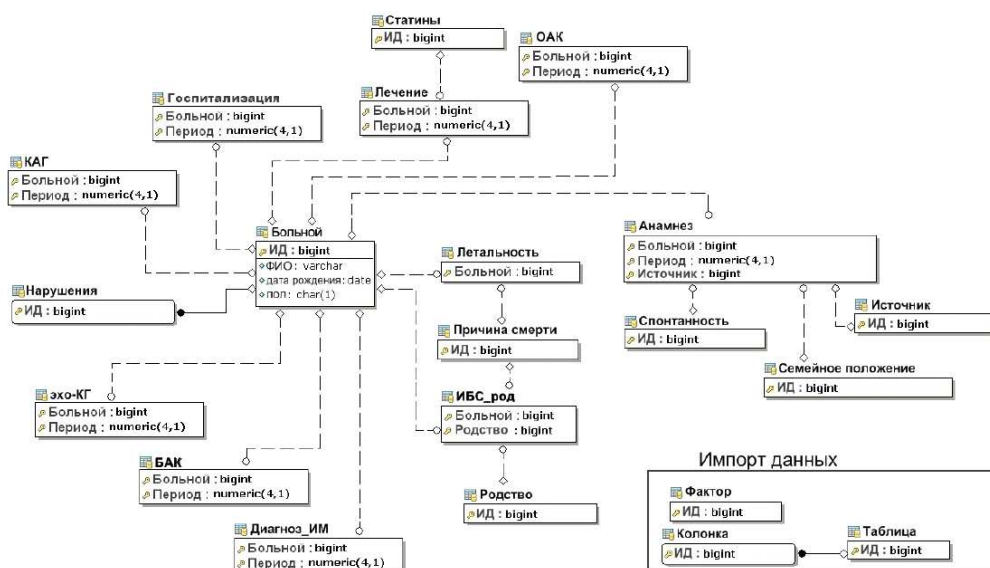 Статины
ИД : bigint
ОАК
Больной : bigint
Период : numeric(4,1)
Лечение
Больной : bigint
Период : numeric(4,1)
Госпитализация
Больной : bigint
Период : numeric(4,1)
КАГ
Больной : bigint
Период : numeric(4,1)
Больной
ИД : bigint
ФИО : varchar
дата рождения : date
пол : char(1)
Летальность
Больной : bigint
Анамнез
Больной : bigint
Период : numeric(4,1)
Источник : bigint
Нарушения
ИД : bigint
Причина смерти
ИД : bigint
Спонтанность
ИД : bigint
Источник
ИД : bigint
Семейное положение
ИД : bigint
эхо-КГ
Больной : bigint
Период : numeric(4,1)
ИБС_род
Больной : bigint
Родство : bigint
БАК
Больной : bigint
Период : numeric(4,1)
Родство
ИД : bigint
Диагноз_ИМ
Больной : bigint
Период : numeric(4,1)
Импорт данных
Фактор
ИД : bigint
Колонка
ИД : bigint
Таблица
ИД : bigint